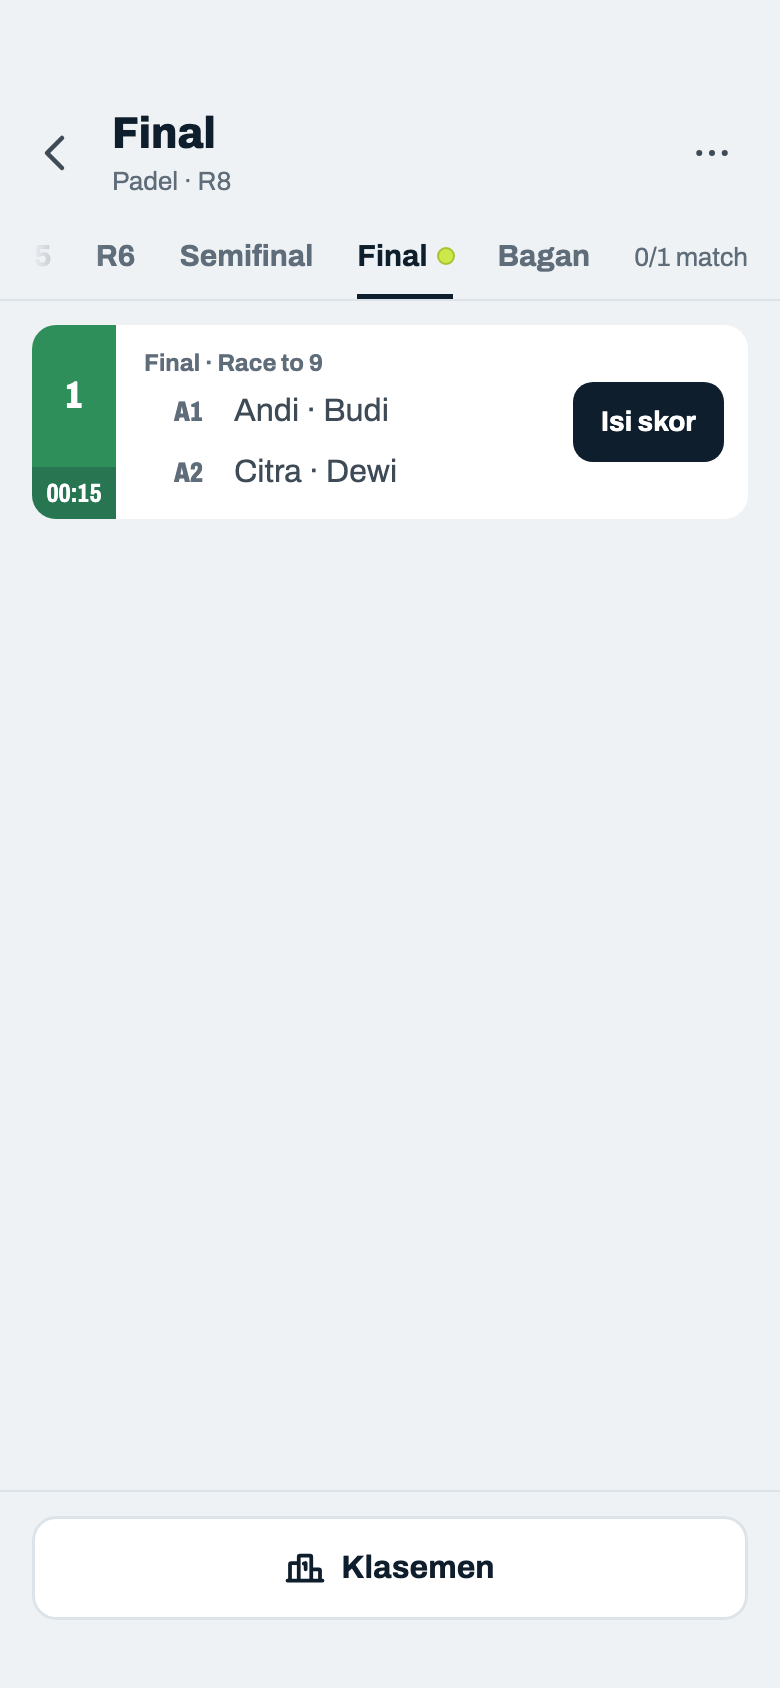 Final
Padel · R8
5 R6 Semifinal Final Bagan 0/1 match
1
00:15
Final · Race to 9
A1 Andi · Budi
A2 Citra · Dewi
Isi skor
Klasemen